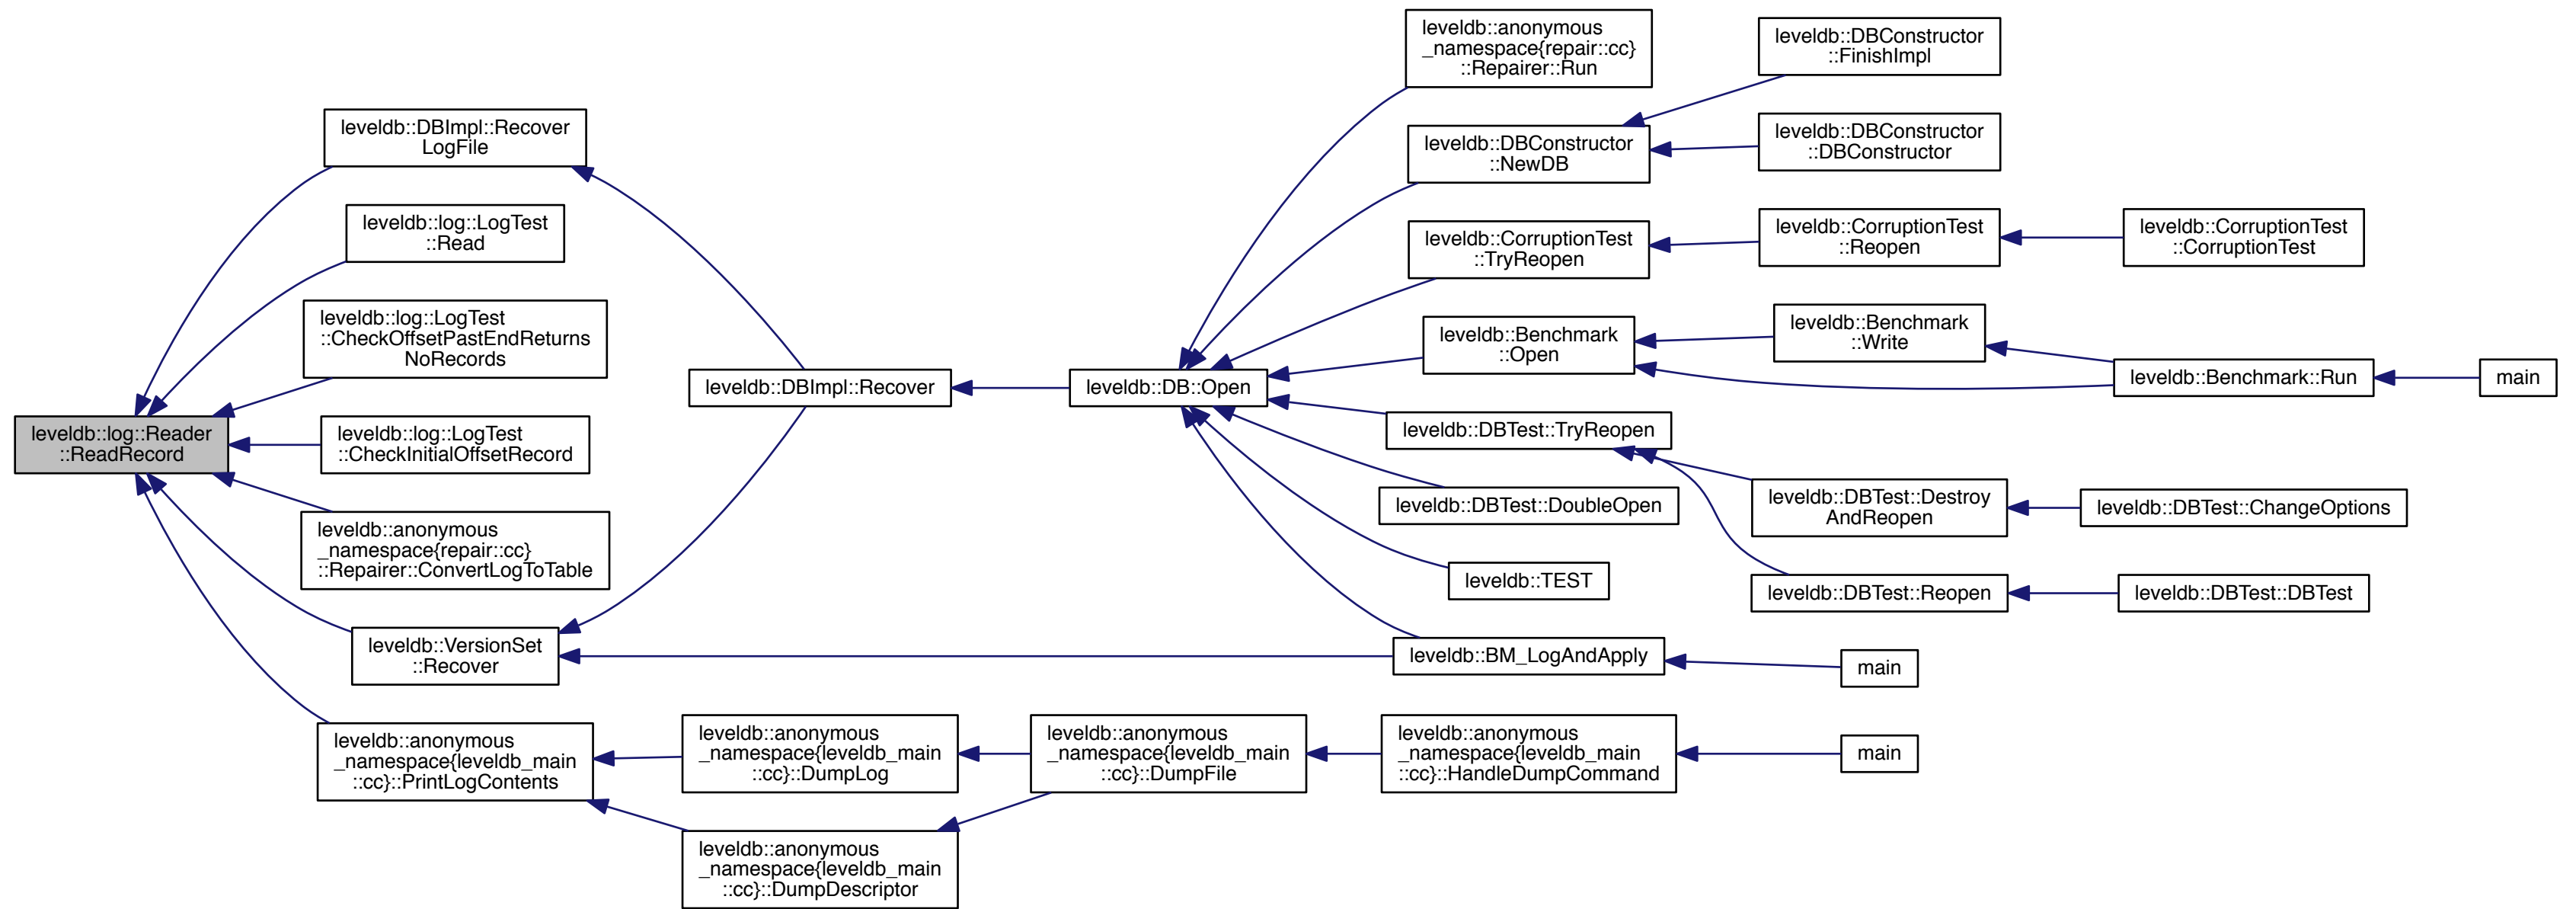 leveldb::log::Reader
::ReadRecord
leveldb::DBImpl::Recover
LogFile
leveldb::log::LogTest
::Read
leveldb::log::LogTest
::CheckOffsetPastEndReturns
NoRecords
leveldb::log::LogTest
::CheckInitialOffsetRecord
leveldb::anonymous
_namespace{repair::cc}
::Repairer::ConvertLogToTable
leveldb::VersionSet
::Recover
leveldb::anonymous
_namespace{leveldb_main
::cc}::PrintLogContents
leveldb::DBImpl::Recover
leveldb::anonymous
_namespace{leveldb_main
::cc}::DumpLog
leveldb::anonymous
_namespace{leveldb_main
::cc}::DumpDescriptor
leveldb::DB::Open
leveldb::anonymous
_namespace{leveldb_main
::cc}::DumpFile
leveldb::anonymous
_namespace{repair::cc}
::Repairer::Run
leveldb::DBConstructor
::NewDB
leveldb::CorruptionTest
::TryReopen
leveldb::Benchmark
::Open
leveldb::DBTest::TryReopen
leveldb::DBTest::DoubleOpen
leveldb::TEST
leveldb::BM_LogAndApply
leveldb::anonymous
_namespace{leveldb_main
::cc}::HandleDumpCommand
leveldb::DBConstructor
::FinishImpl
leveldb::DBConstructor
::DBConstructor
leveldb::CorruptionTest
::Reopen
leveldb::Benchmark
::Write
leveldb::DBTest::Destroy
AndReopen
leveldb::DBTest::Reopen
main
main
leveldb::CorruptionTest
::CorruptionTest
leveldb::Benchmark::Run
leveldb::DBTest::ChangeOptions
leveldb::DBTest::DBTest
main